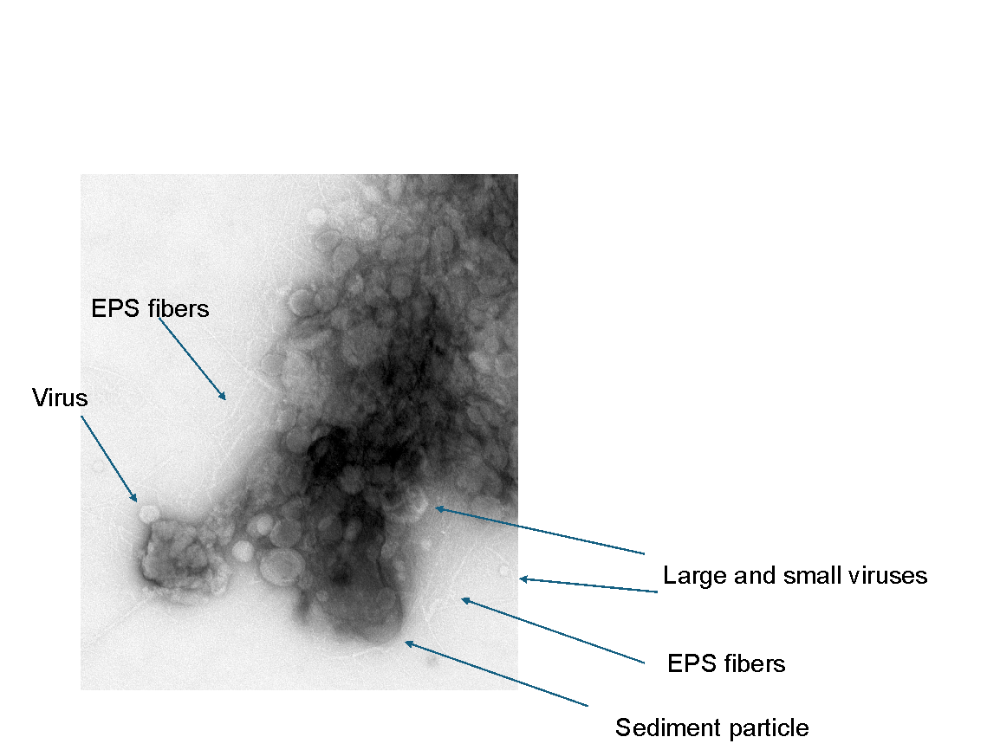 EPS fibers
Virus
Large and small viruses
EPS fibers
Sediment particle